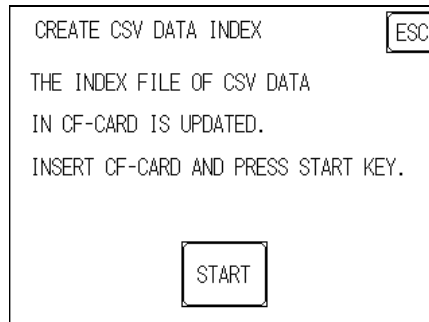 CREATE CSV DATA INDEX ESC
THE INDEX FILE OF CSV DATA
IN CF-CARD IS UPDATED.
INSERT CF-CARD AND PRESS START KEY.
START